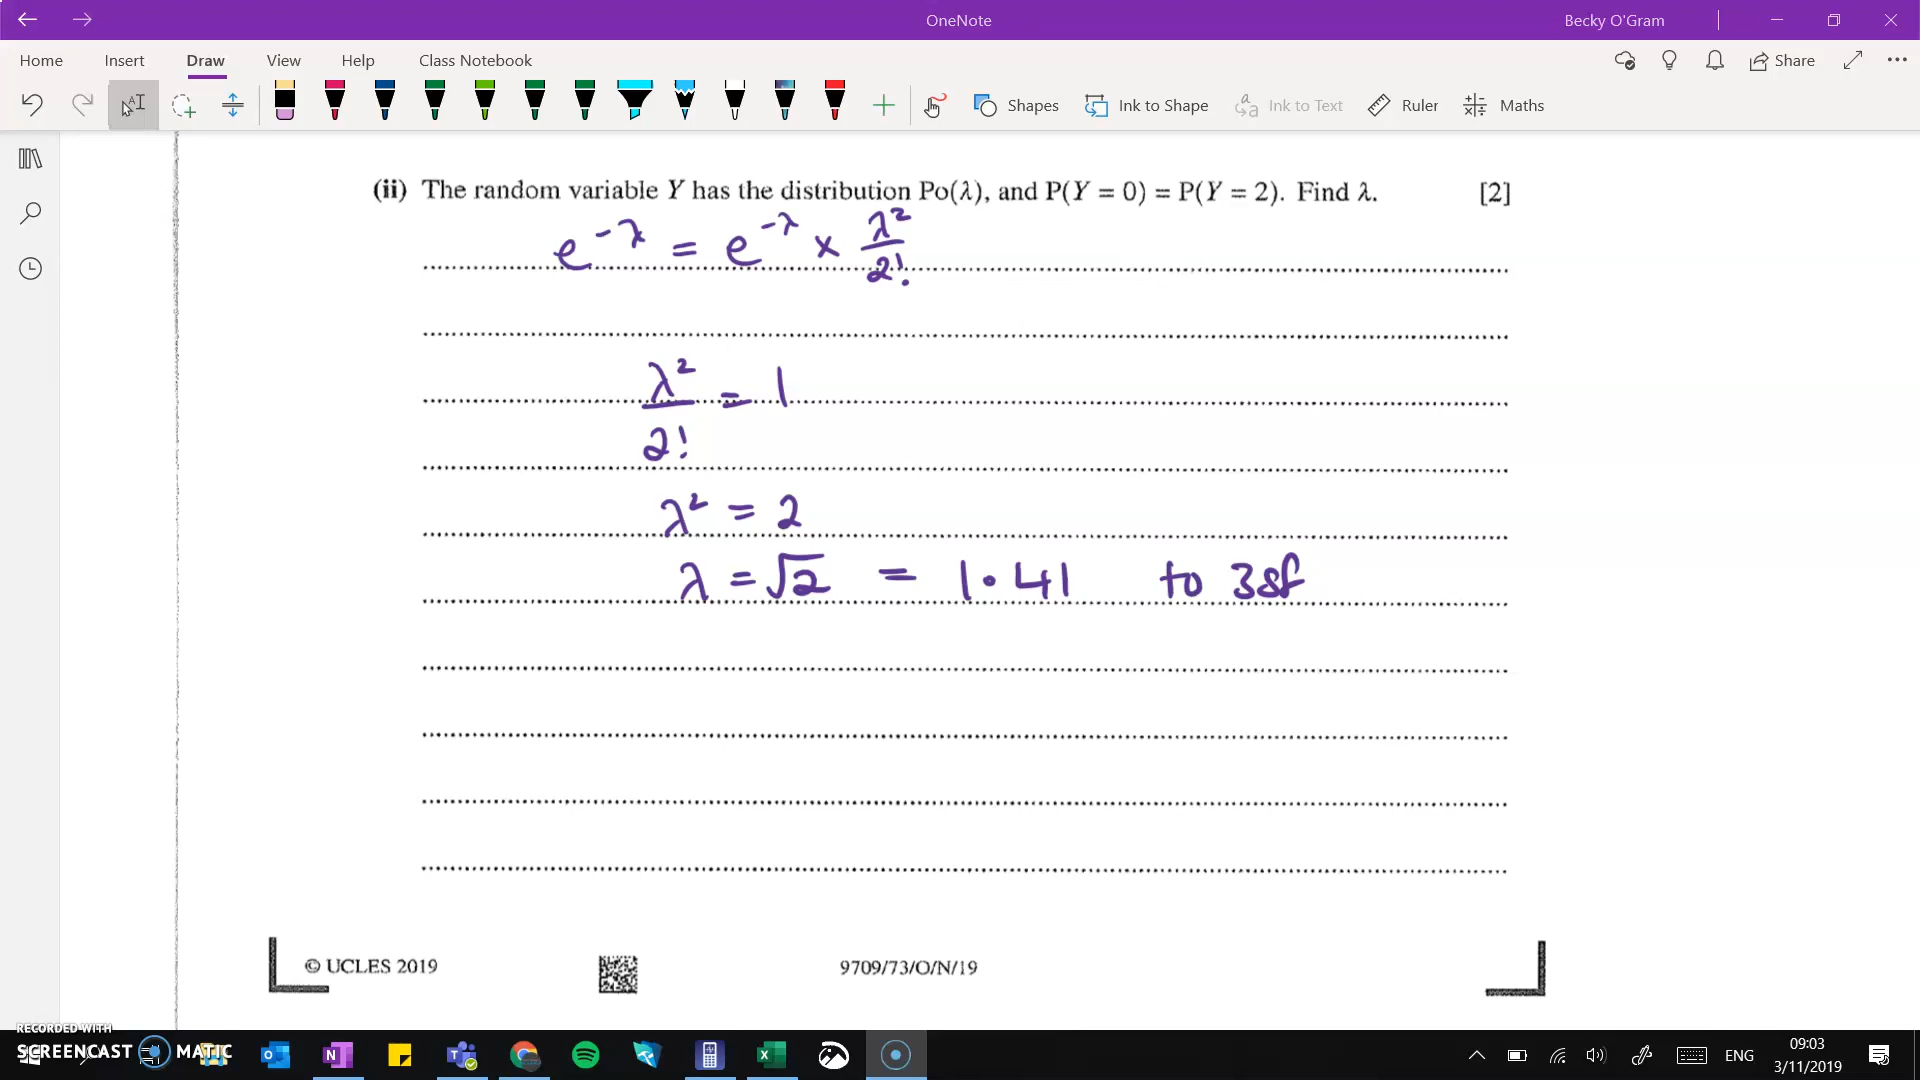 OneNote
Becky O'Gram
Home Insert Draw View Help Class Notebook
Share
Shapes Ink to Shape Ink to Text Ruler Maths
(ii) The random variable Y has the distribution Po(λ), and P(Y = 0) = P(Y = 2). Find λ. [2]
e^-λ = e^-λ × λ²/2!
λ²/2! = 1
λ² = 2
λ = √2 = 1.41 to 3sf
© UCLES 2019
9709/73/O/N/19
RECORDED WITH
SCREENCAST MATIC
ENG
09:03
3/11/2019